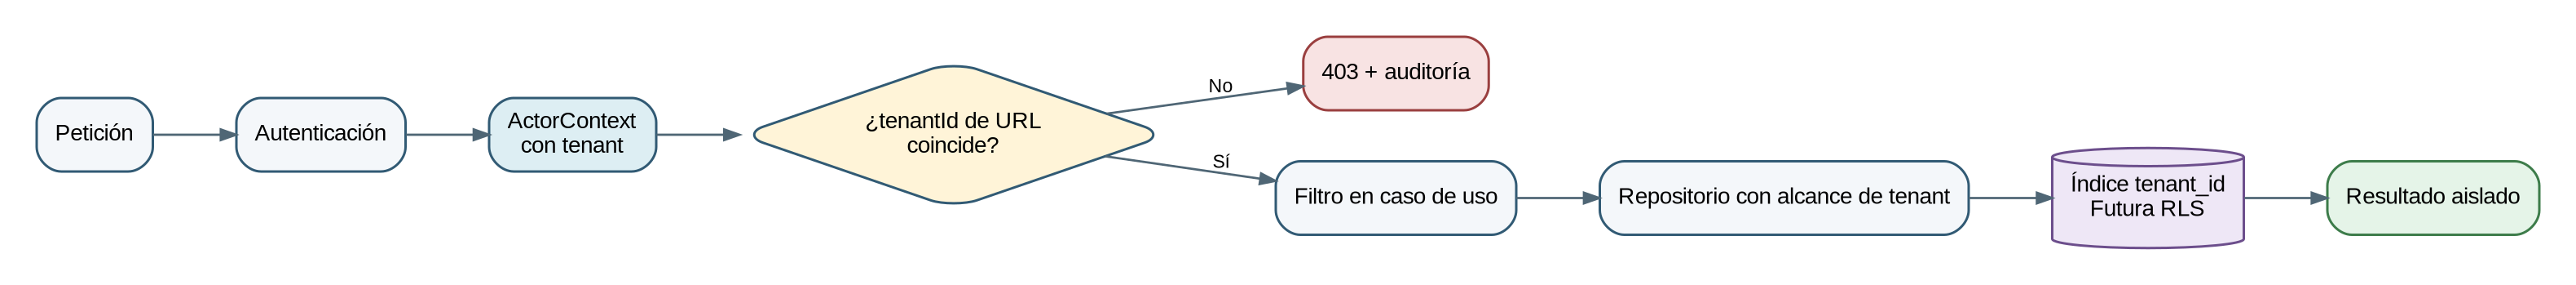 Petición
Autenticación
ActorContext
con tenant
¿tenantId de URL
coincide?
No
403 + auditoría
Sí
Filtro en caso de uso
Repositorio con alcance de tenant
Índice tenant_id
Futura RLS
Resultado aislado